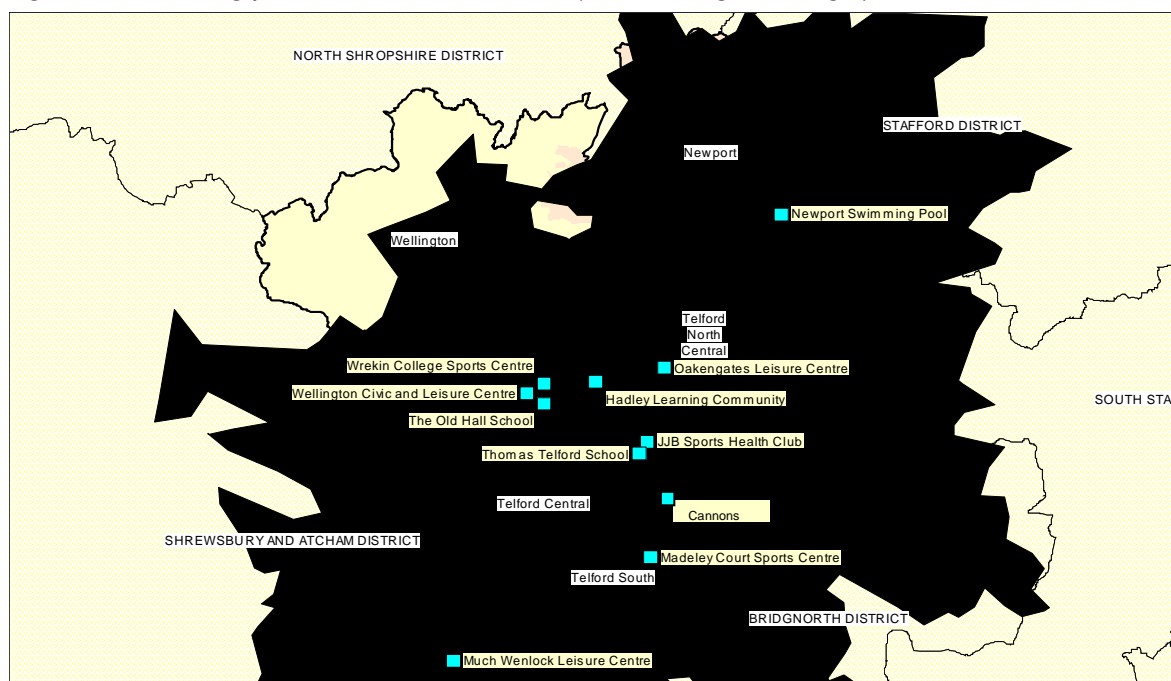 NORTH SHROPSHIRE DISTRICT
STAFFORD DISTRICT
Newport
Newport Swimming Pool
Wellington
Telford
North
Central
Wrekin College Sports Centre
Oakengates Leisure Centre
Wellington Civic and Leisure Centre
Hadley Learning Community
SOUTH STA
The Old Hall School
JJB Sports Health Club
Thomas Telford School
Telford Central
Cannons
SHREWSBURY AND ATCHAM DISTRICT
Madeley Court Sports Centre
Telford South
BRIDGNORTH DISTRICT
Much Wenlock Leisure Centre